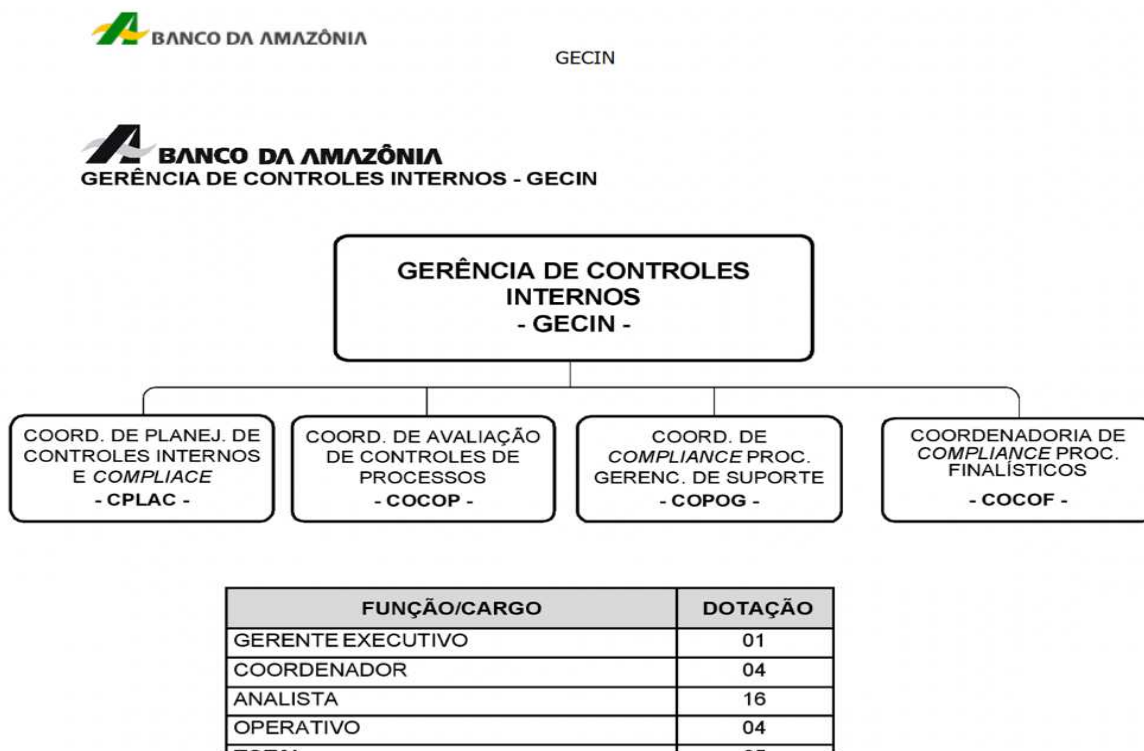 BANCO DA AMAZÔNIA
GECIN
BANCO DA AMAZÔNIA
GERÊNCIA DE CONTROLES INTERNOS - GECIN
GERÊNCIA DE CONTROLES
INTERNOS
- GECIN -
COORD. DE PLANEJ. DE
CONTROLES INTERNOS
E COMPLIACE
- CPLAC -
COORD. DE AVALIAÇÃO
DE CONTROLES DE
PROCESSOS
- COCOP -
COORD. DE
COMPLIANCE PROC.
GERENC. DE SUPORTE
- COPOG -
COORDENADORIA DE
COMPLIANCE PROC.
FINALÍSTICOS
- COCOF -
FUNÇÃO/CARGO DOTAÇÃO
GERENTE EXECUTIVO 01
COORDENADOR 04
ANALISTA 16
OPERATIVO 04